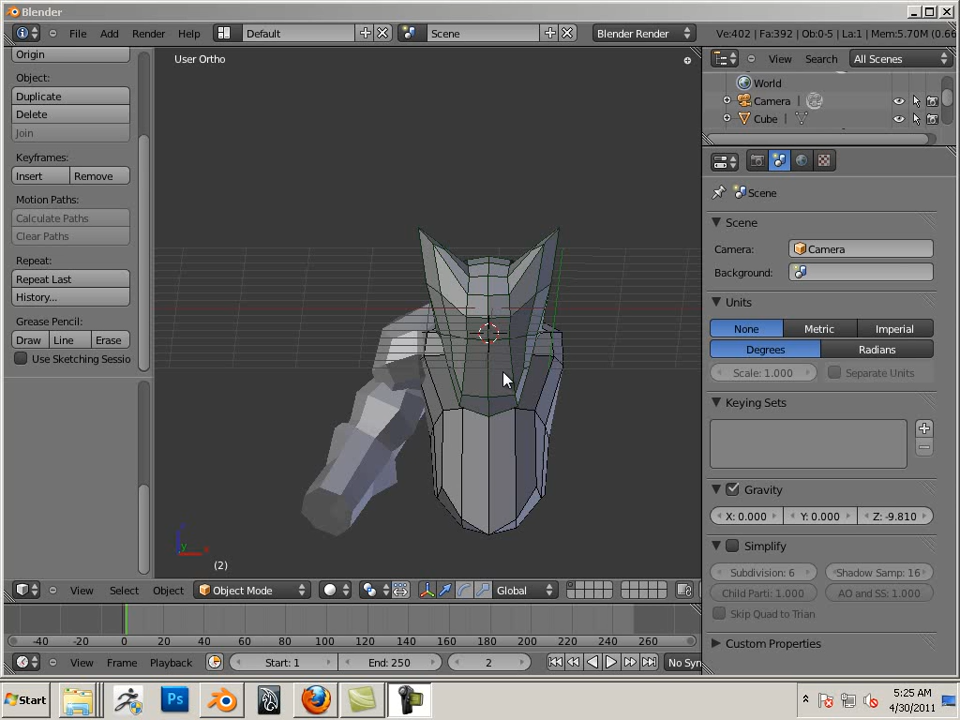 Blender
File Add Render Help Default Scene Blender Render Ve:402 | Fa:392 | Ob:0-5 | La:1 | Mem:5.70M (0.66
Origin
Object:
Duplicate
Delete
Join
Keyframes:
Insert Remove
Motion Paths:
Calculate Paths
Clear Paths
Repeat:
Repeat Last
History...
Grease Pencil:
Draw Line Erase
Use Sketching Sessio
User Ortho
z
y
x
(2)
View Search All Scenes
World
Camera
Cube
Scene
Scene
Camera: Camera
Background:
Units
None Metric Imperial
Degrees Radians
Scale: 1.000 Separate Units
Keying Sets
Gravity
X: 0.000 Y: 0.000 Z: -9.810
Simplify
Subdivision: 6 Shadow Samp: 16
Child Parti: 1.000 AO and SS: 1.000
Skip Quad to Trian
Custom Properties
View Select Object Object Mode Global
-40 -20 0 20 40 60 80 100 120 140 160 180 200 220 240 260
View Frame Playback Start: 1 End: 250 2 No Syn
Start Ps 5:25 AM
4/30/2011